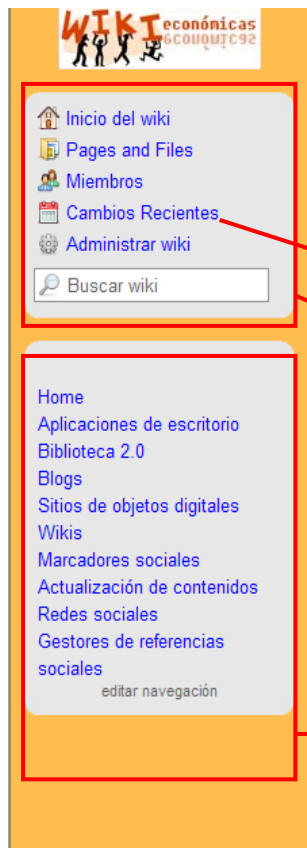 WIKI económicas
Inicio del wiki
Pages and Files
Miembros
Cambios Recientes
Administrar wiki
Buscar wiki
Home
Aplicaciones de escritorio
Biblioteca 2.0
Blogs
Sitios de objetos digitales
Wikis
Marcadores sociales
Actualización de contenidos
Redes sociales
Gestores de referencias
sociales
editar navegación